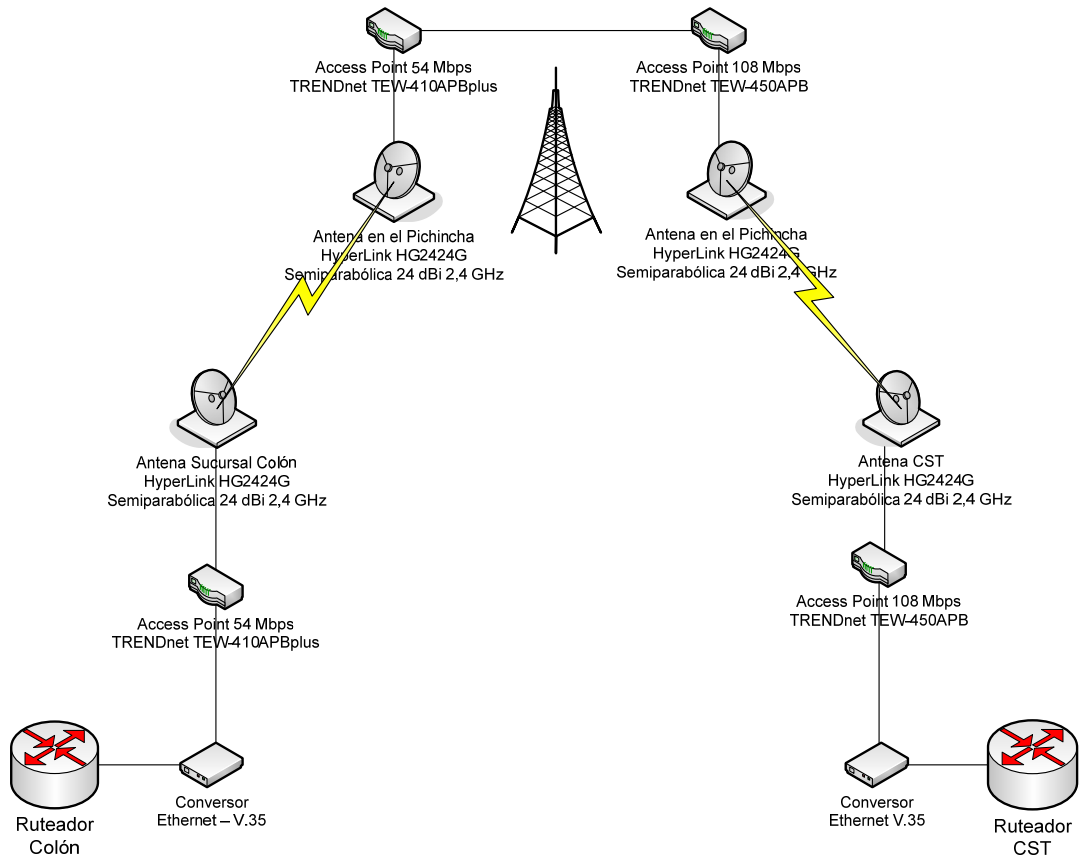 Access Point 54 Mbps
TRENDnet TEW-410APBplus
Access Point 108 Mbps
TRENDnet TEW-450APB
Antena en el Pichincha
HyperLink HG2424G
Semiparabólica 24 dBi 2,4 GHz
Antena en el Pichincha
HyperLink HG2424G
Semiparabólica 24 dBi 2,4 GHz
Antena Sucursal Colón
HyperLink HG2424G
Semiparabólica 24 dBi 2,4 GHz
Antena CST
HyperLink HG2424G
Semiparabólica 24 dBi 2,4 GHz
Access Point 54 Mbps
TRENDnet TEW-410APBplus
Access Point 108 Mbps
TRENDnet TEW-450APB
Ruteador
Colón
Conversor
Ethernet – V.35
Conversor
Ethernet V.35
Ruteador
CST